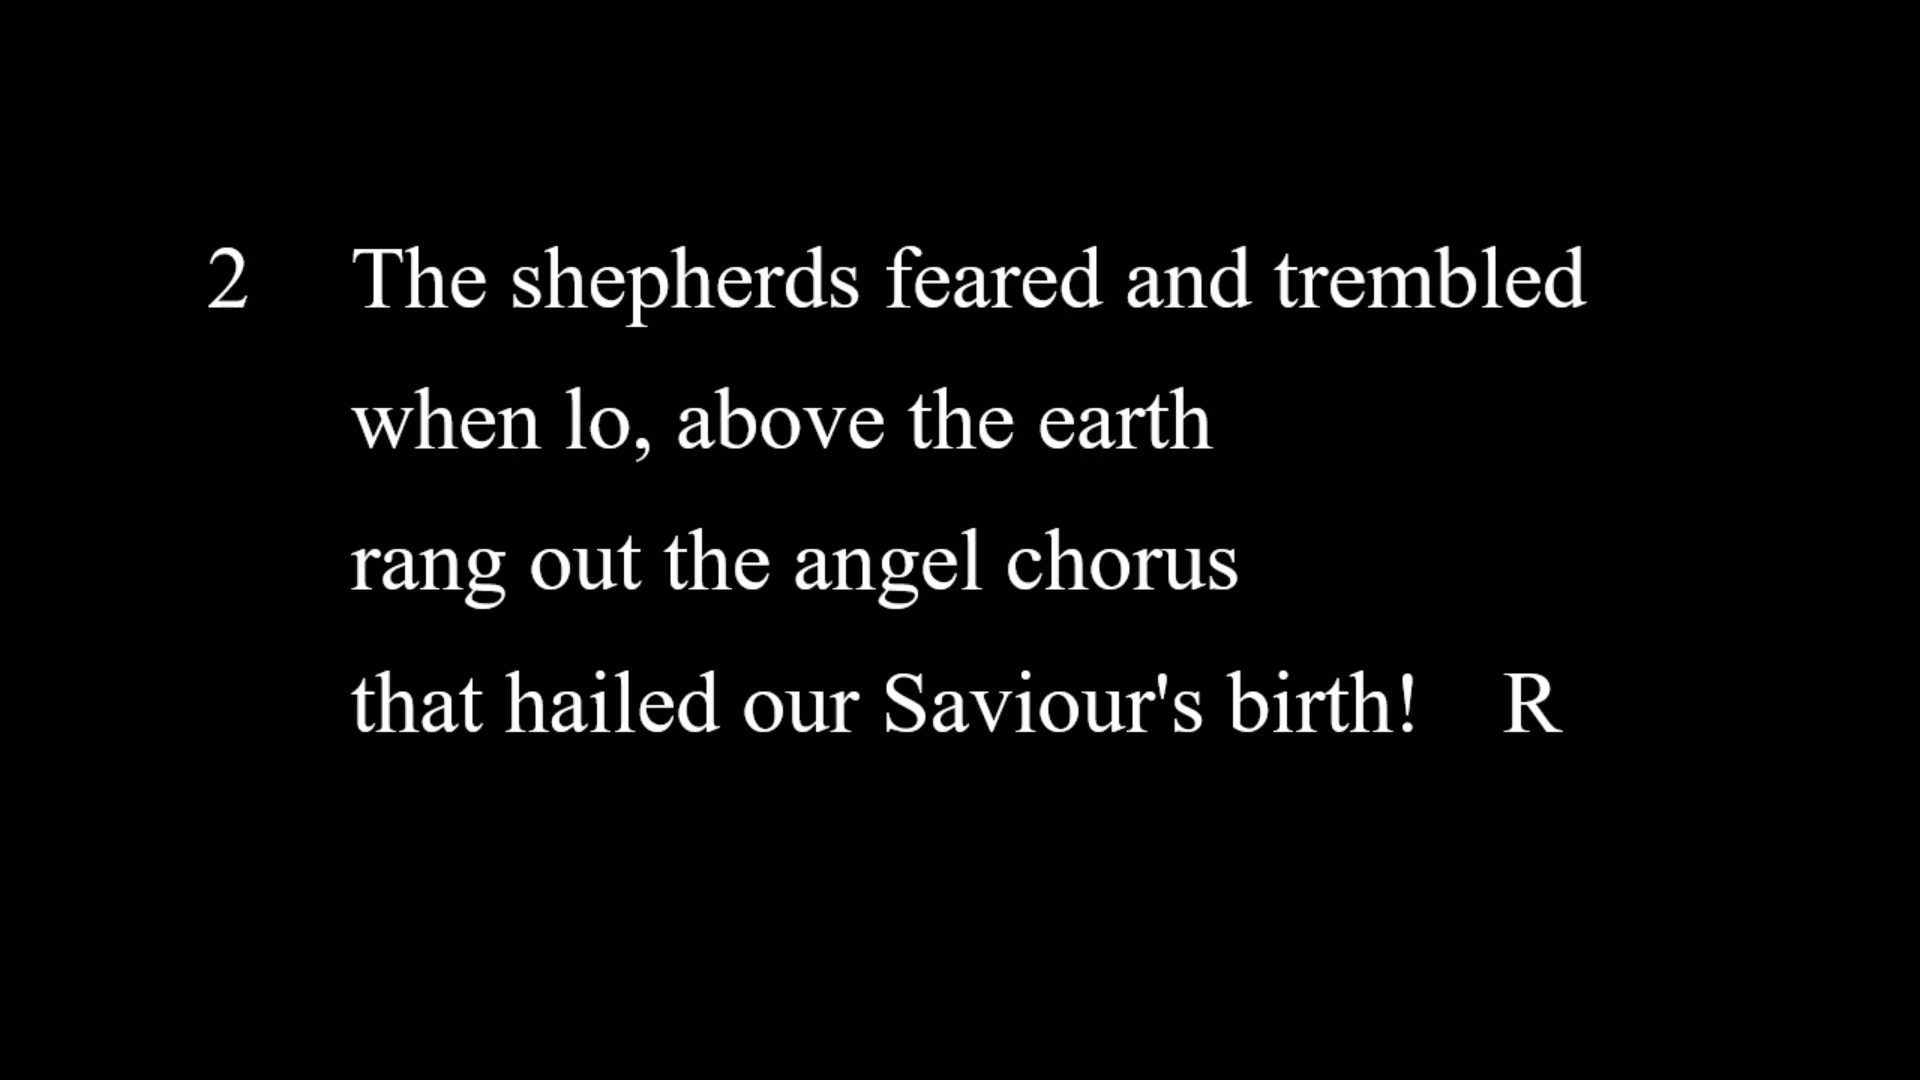 2 The shepherds feared and trembled
when lo, above the earth
rang out the angel chorus
that hailed our Saviour's birth! R